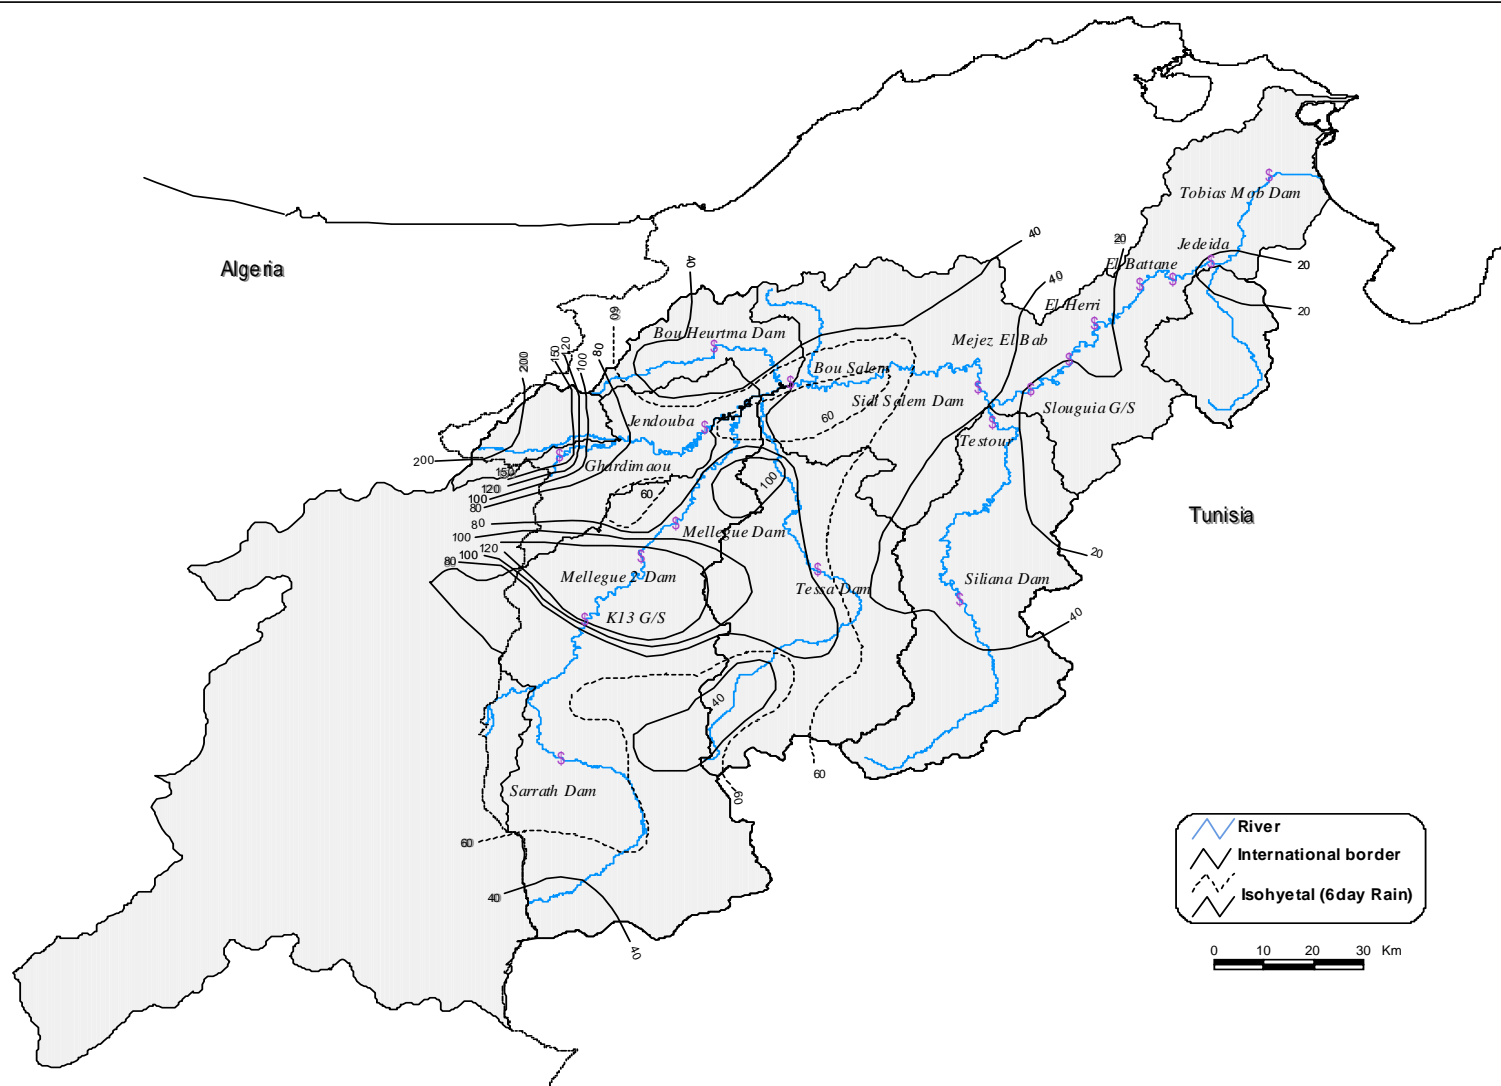 40
20
Tobias Mob Dam
Jedeida
El Battane
20
Algeria
40
40
20
60
El Herri
Bou Heurtma Dam
Mejez El Bab
200
150
120
100
80
Bou Salem
Sidi Salem Dam
Slouguia G/S
60
Jendouba
Testour
200
Ghardimaou
150
120
100
80
60
100
Tunisia
80
100
Mellegue Dam
120
100
80
20
Mellegue 2 Dam
Tessa Dam
Siliana Dam
K13 G/S
40
40
60
Sarrath Dam
60
60
40
40
River
International border
Isohyetal (6day Rain)
0 10 20 30 Km